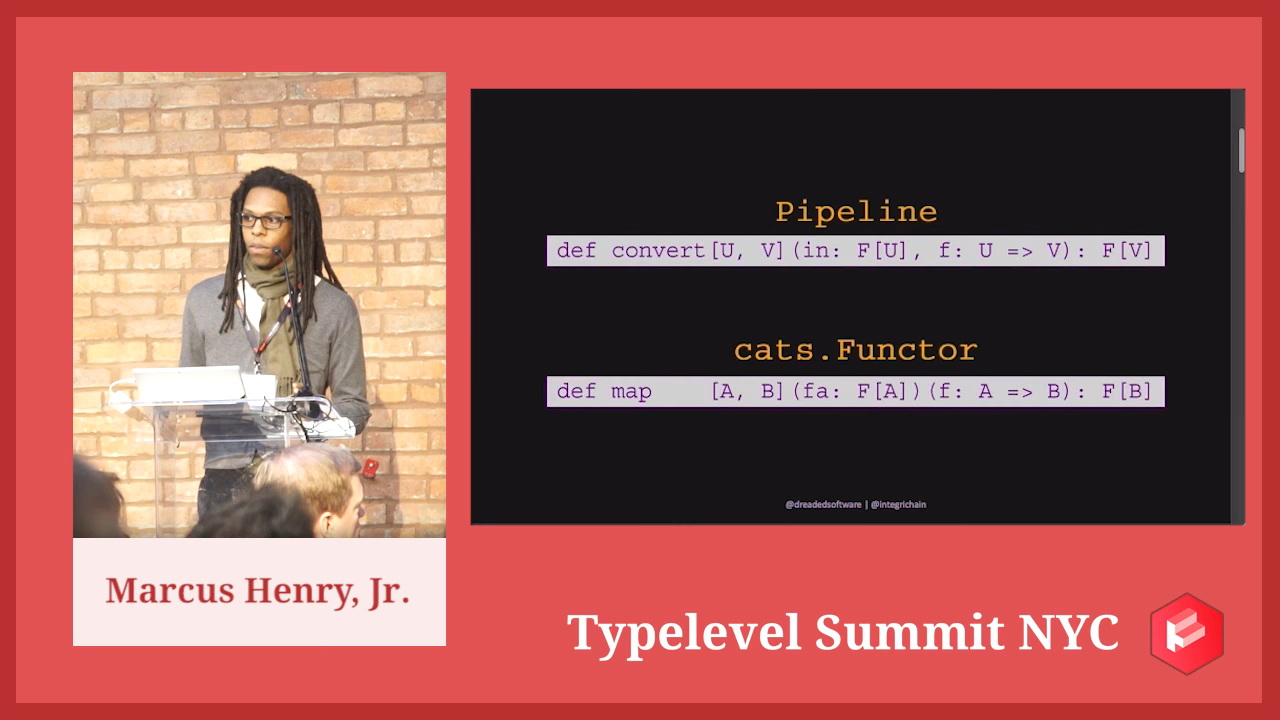 Pipeline
def convert[U, V](in: F[U], f: U => V): F[V]
cats.Functor
def map    [A, B](fa: F[A])(f: A => B): F[B]
@dreadedsoftware | @integrichain
Marcus Henry, Jr.
Typelevel Summit NYC